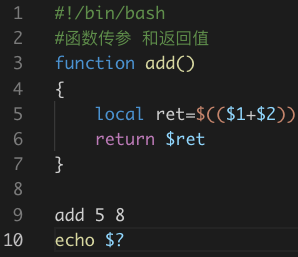 1 #!/bin/bash
2 #函数传参 和返回值
3 function add()
4 {
5     local ret=$(($1+$2))
6     return $ret
7 }
8
9 add 5 8
10 echo $?